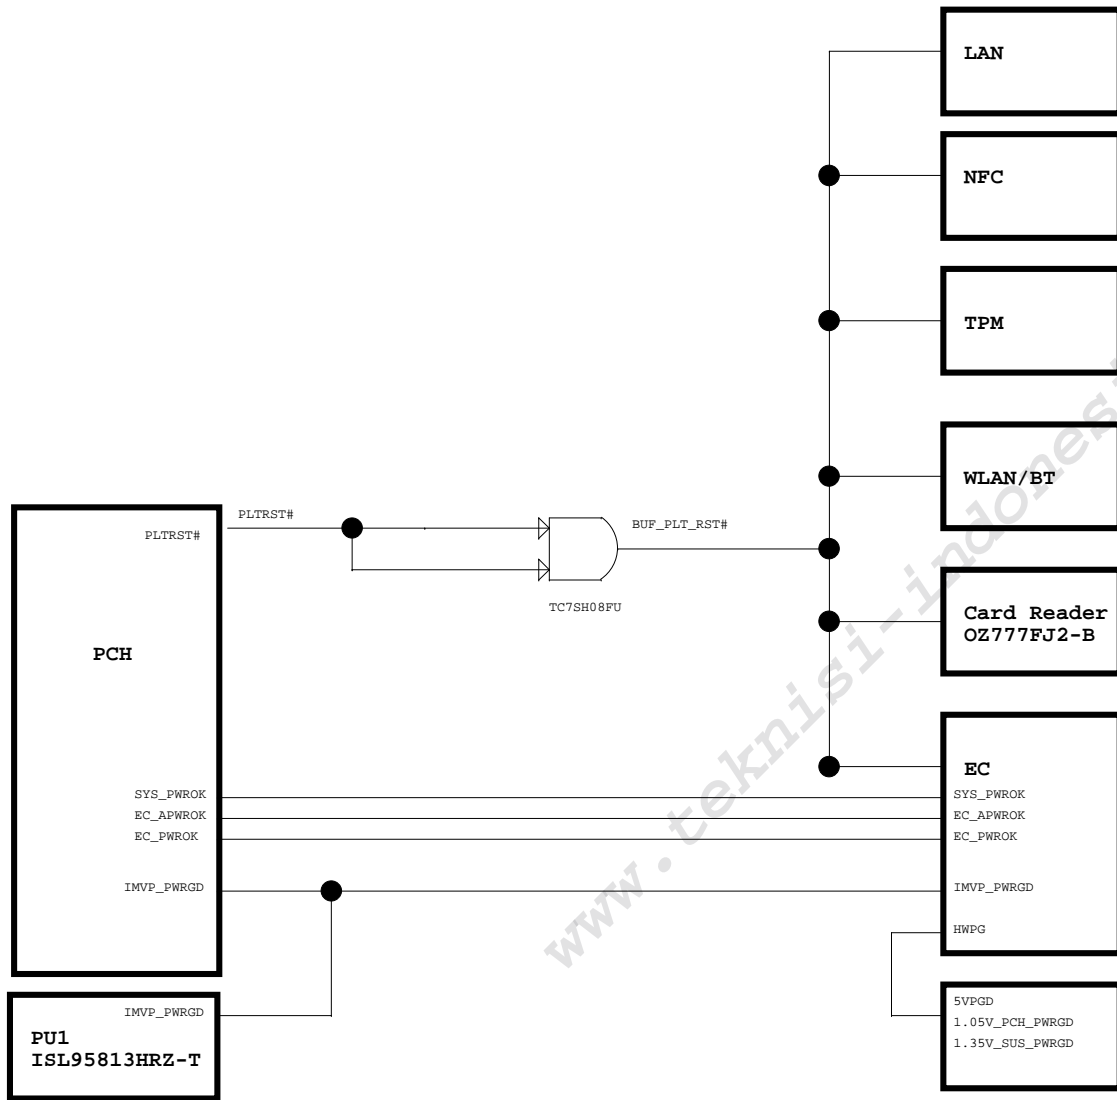 LAN
NFC
TPM
WLAN/BT
PLTRST#
PLTRST#
BUF_PLT_RST#
TC7SH08FU
Card Reader
OZ777FJ2-B
PCH
EC
SYS_PWROK
EC_APWROK
EC_PWROK
IMVP_PWRGD
SYS_PWROK
EC_APWROK
EC_PWROK
IMVP_PWRGD
HWPG
IMVP_PWRGD
PU1
ISL95813HRZ-T
5VPGD
1.05V_PCH_PWRGD
1.35V_SUS_PWRGD
www.teknisi-indones